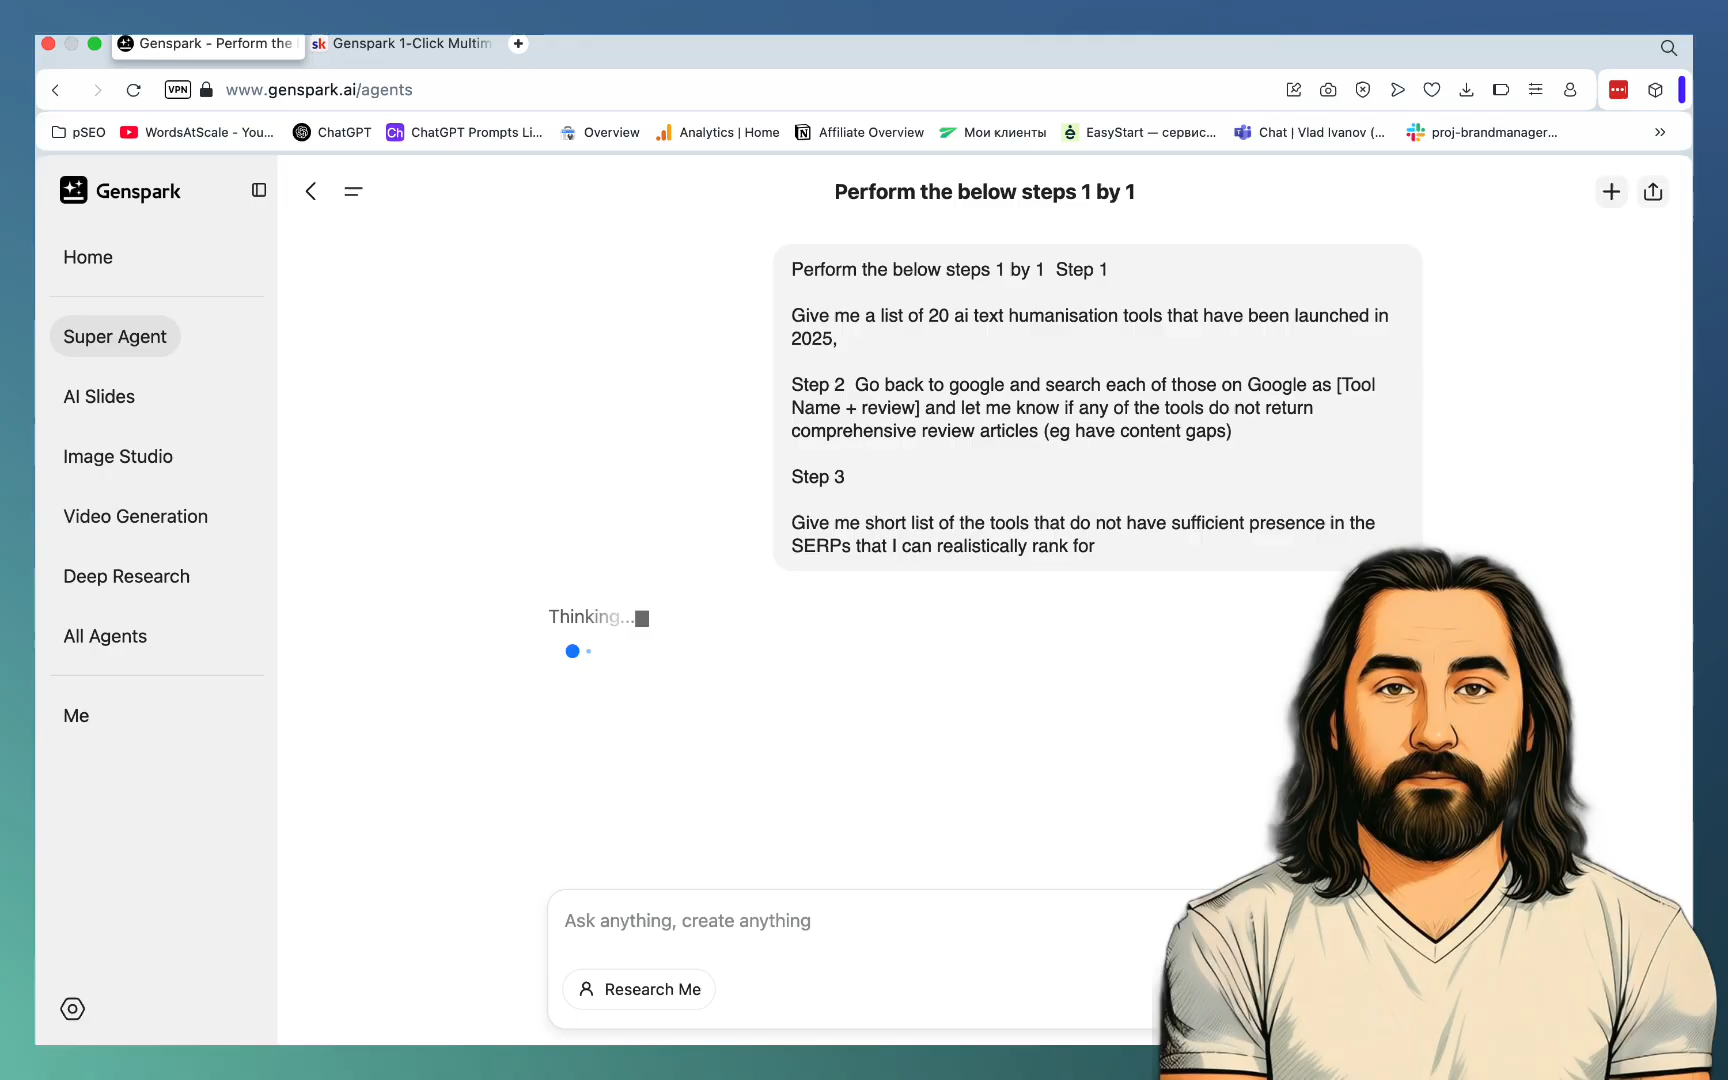 Genspark - Perform the
sk Genspark 1-Click Multim
VPN www.genspark.ai/agents
pSEO
WordsAtScale - You...
ChatGPT
Ch ChatGPT Prompts Li...
Overview
Analytics | Home
Affiliate Overview
Мои клиенты
EasyStart — сервис...
Chat | Vlad Ivanov (...
proj-brandmanager...
Genspark
Home
Super Agent
AI Slides
Image Studio
Video Generation
Deep Research
All Agents
Me
Perform the below steps 1 by 1
Perform the below steps 1 by 1 Step 1
Give me a list of 20 ai text humanisation tools that have been launched in
2025,
Step 2 Go back to google and search each of those on Google as [Tool
Name + review] and let me know if any of the tools do not return
comprehensive review articles (eg have content gaps)
Step 3
Give me short list of the tools that do not have sufficient presence in the
SERPs that I can realistically rank for
Thinking...
Ask anything, create anything
Research Me